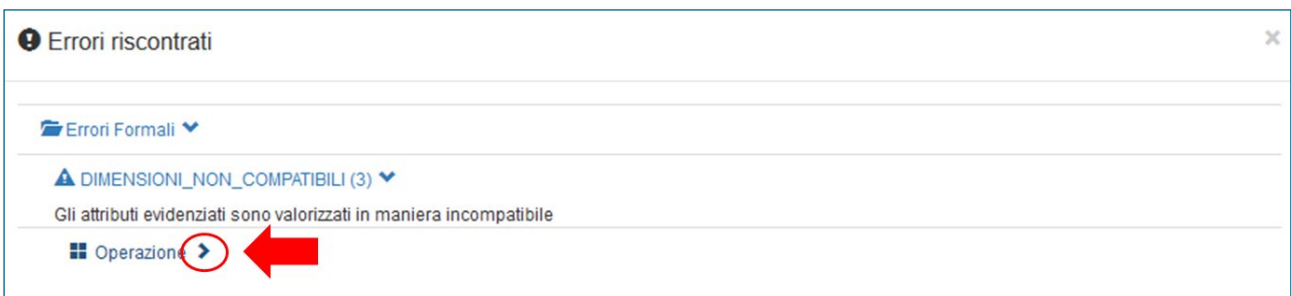 Errori riscontrati
Errori Formali
DIMENSIONI_NON_COMPATIBILI (3)
Gli attributi evidenziati sono valorizzati in maniera incompatibile
Operazione